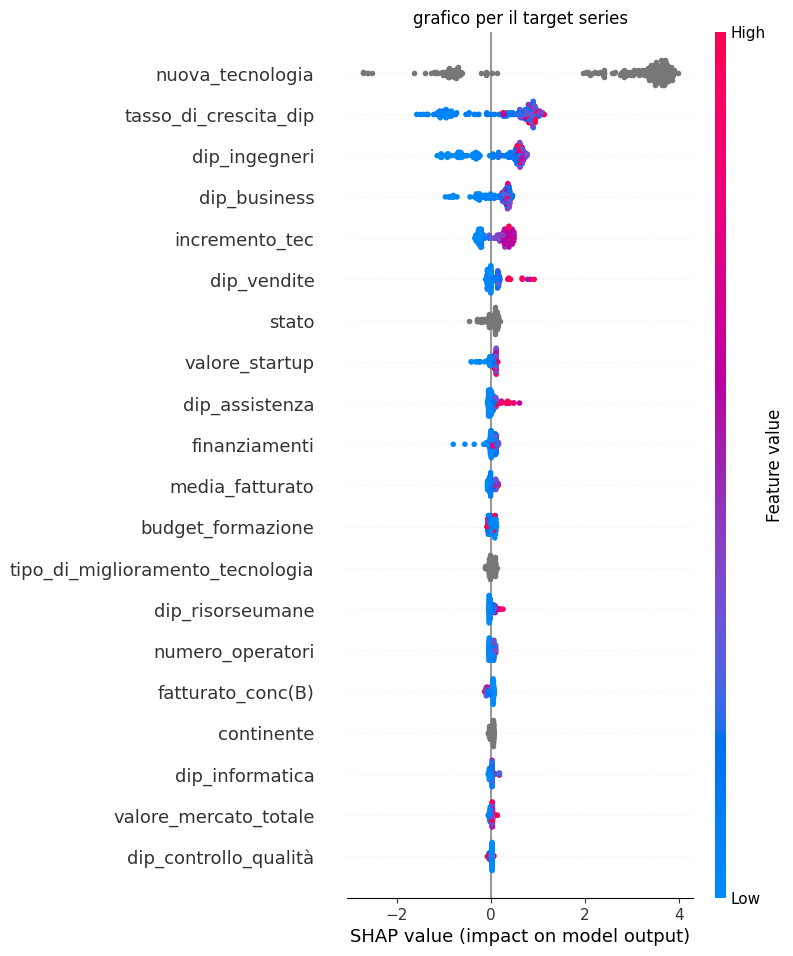 grafico per il target series
High
nuova_tecnologia
tasso_di_crescita_dip
dip_ingegneri
dip_business
incremento_tec
dip_vendite
stato
valore_startup
dip_assistenza
finanziamenti
media_fatturato
budget_formazione
tipo_di_miglioramento_tecnologia
dip_risorseumane
numero_operatori
fatturato_conc(B)
continente
dip_informatica
valore_mercato_totale
dip_controllo_qualità
Feature value
Low
−2 0 2 4
SHAP value (impact on model output)